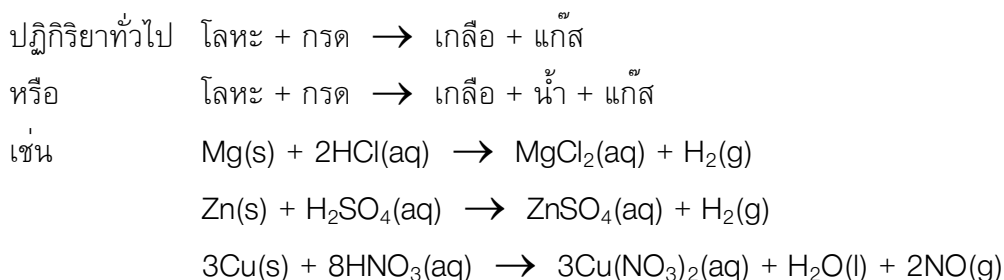 ปฏิกิริยาทั่วไป โลหะ + กรด → เกลือ + แก๊ส
หรือ โลหะ + กรด → เกลือ + น้ำ + แก๊ส
เช่น Mg(s) + 2HCl(aq) → MgCl₂(aq) + H₂(g)
Zn(s) + H₂SO₄(aq) → ZnSO₄(aq) + H₂(g)
3Cu(s) + 8HNO₃(aq) → 3Cu(NO₃)₂(aq) + H₂O(l) + 2NO(g)